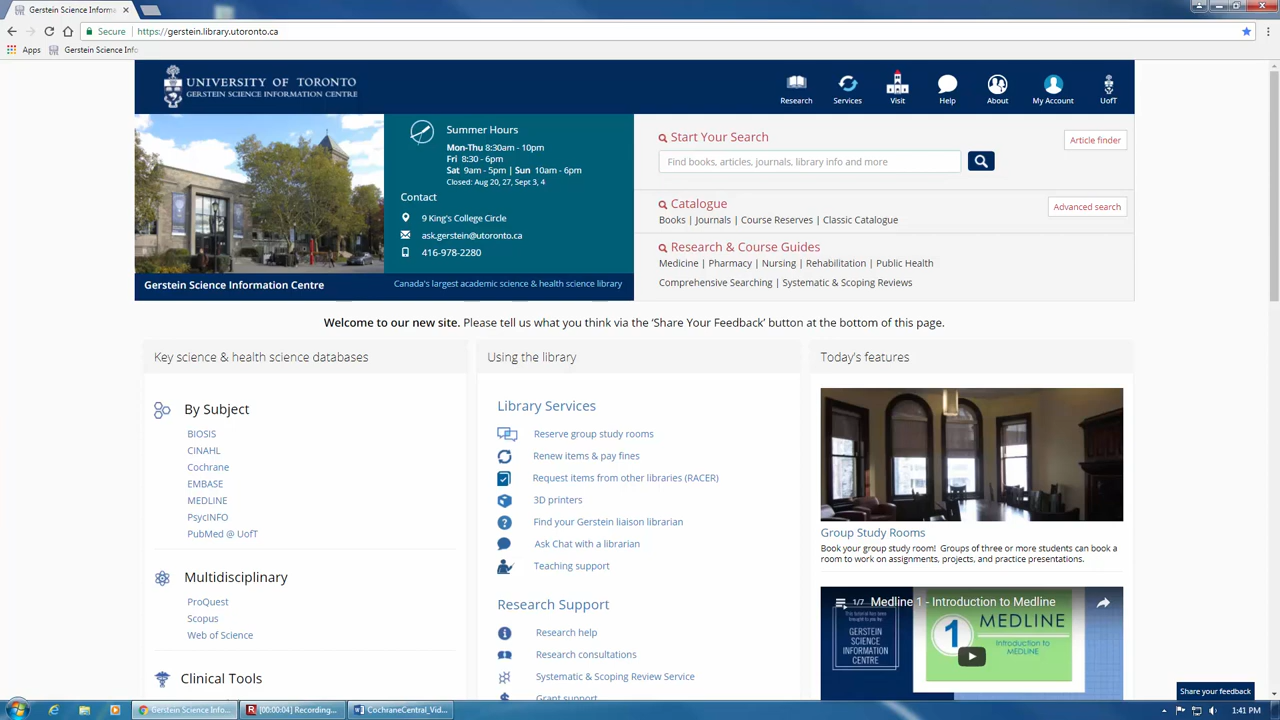 Gerstein Science Informa
Secure
https://gerstein.library.utoronto.ca
Apps
Gerstein Science Info
UNIVERSITY OF TORONTO
GERSTEIN SCIENCE INFORMATION CENTRE
Research
Services
Visit
Help
About
My Account
UofT
Summer Hours
Mon-Thu 8:30am - 10pm
Fri 8:30 - 6pm
Sat 9am - 5pm | Sun 10am - 6pm
Closed: Aug 20, 27, Sept 3, 4
Contact
9 King's College Circle
ask.gerstein@utoronto.ca
416-978-2280
Gerstein Science Information Centre
Canada's largest academic science & health science library
Start Your Search
Article finder
Find books, articles, journals, library info and more
Catalogue
Advanced search
Books | Journals | Course Reserves | Classic Catalogue
Research & Course Guides
Medicine | Pharmacy | Nursing | Rehabilitation | Public Health
Comprehensive Searching | Systematic & Scoping Reviews
Welcome to our new site. Please tell us what you think via the 'Share Your Feedback' button at the bottom of this page.
Key science & health science databases
By Subject
BIOSIS
CINAHL
Cochrane
EMBASE
MEDLINE
PsycINFO
PubMed @ UofT
Multidisciplinary
ProQuest
Scopus
Web of Science
Clinical Tools
Using the library
Library Services
Reserve group study rooms
Renew items & pay fines
Request items from other libraries (RACER)
3D printers
Find your Gerstein liaison librarian
Ask Chat with a librarian
Teaching support
Research Support
Research help
Research consultations
Systematic & Scoping Review Service
Grant support
Today's features
Group Study Rooms
Book your group study room! Groups of three or more students can book a
room to work on assignments, projects, and practice presentations.
1/7
Medline 1 - Introduction to Medline
THIS TUTORIAL HAS BEEN
BROUGHT TO YOU BY
GERSTEIN
SCIENCE
INFORMATION
CENTRE
1
MEDLINE
Introduction to
MEDLINE
Share your feedback
Gerstein Science Info...
[00:00:04] Recording...
CochraneCentral_Vid...
1:41 PM